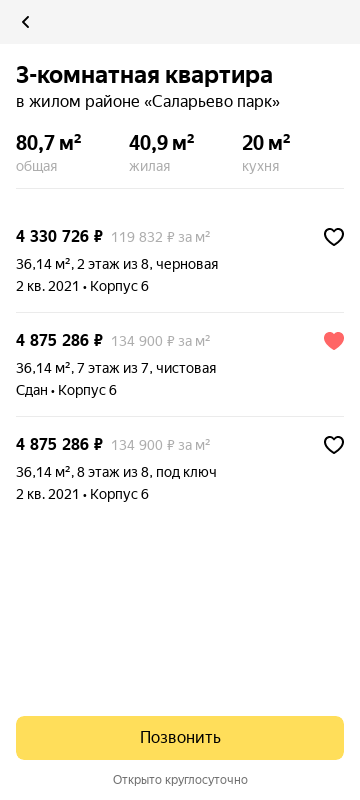 3-комнатная квартира
в жилом районе «Саларьево парк»
80,7 м² 40,9 м² 20 м²
общая жилая кухня
4 330 726 ₽ 119 832 ₽ за м²
36,14 м², 2 этаж из 8, черновая
2 кв. 2021 • Корпус 6
4 875 286 ₽ 134 900 ₽ за м²
36,14 м², 7 этаж из 7, чистовая
Сдан • Корпус 6
4 875 286 ₽ 134 900 ₽ за м²
36,14 м², 8 этаж из 8, под ключ
2 кв. 2021 • Корпус 6
Позвонить
Открыто круглосуточно